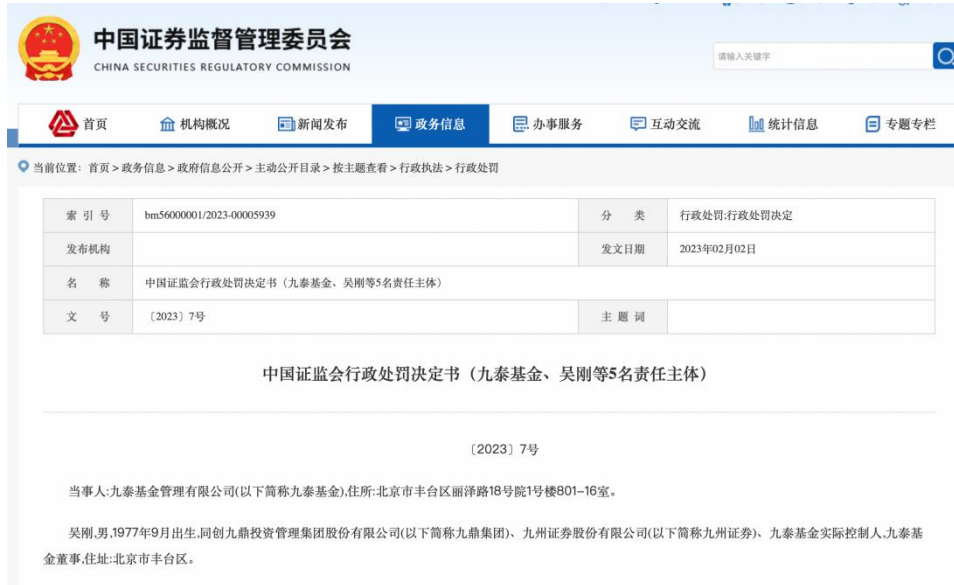 中国证券监督管理委员会
CHINA SECURITIES REGULATORY COMMISSION
请输入关键字
首页 机构概况 新闻发布 政务信息 办事服务 互动交流 统计信息 专题专栏
当前位置: 首页 > 政务信息 > 政府信息公开 > 主动公开目录 > 按主题查看 > 行政执法 > 行政处罚
索 引 号 bm56000001/2023-00005939 分 类 行政处罚;行政处罚决定
发布机构 发文日期 2023年02月02日
名 称 中国证监会行政处罚决定书（九泰基金、吴刚等5名责任主体）
文 号 〔2023〕7号 主 题 词
中国证监会行政处罚决定书（九泰基金、吴刚等5名责任主体）
〔2023〕7号
当事人:九泰基金管理有限公司(以下简称九泰基金),住所:北京市丰台区丽泽路18号院1号楼801–16室。
吴刚,男,1977年9月出生,同创九鼎投资管理集团股份有限公司(以下简称九鼎集团)、九州证券股份有限公司(以下简称九州证券)、九泰基金实际控制人,九泰基
金董事,住址:北京市丰台区。